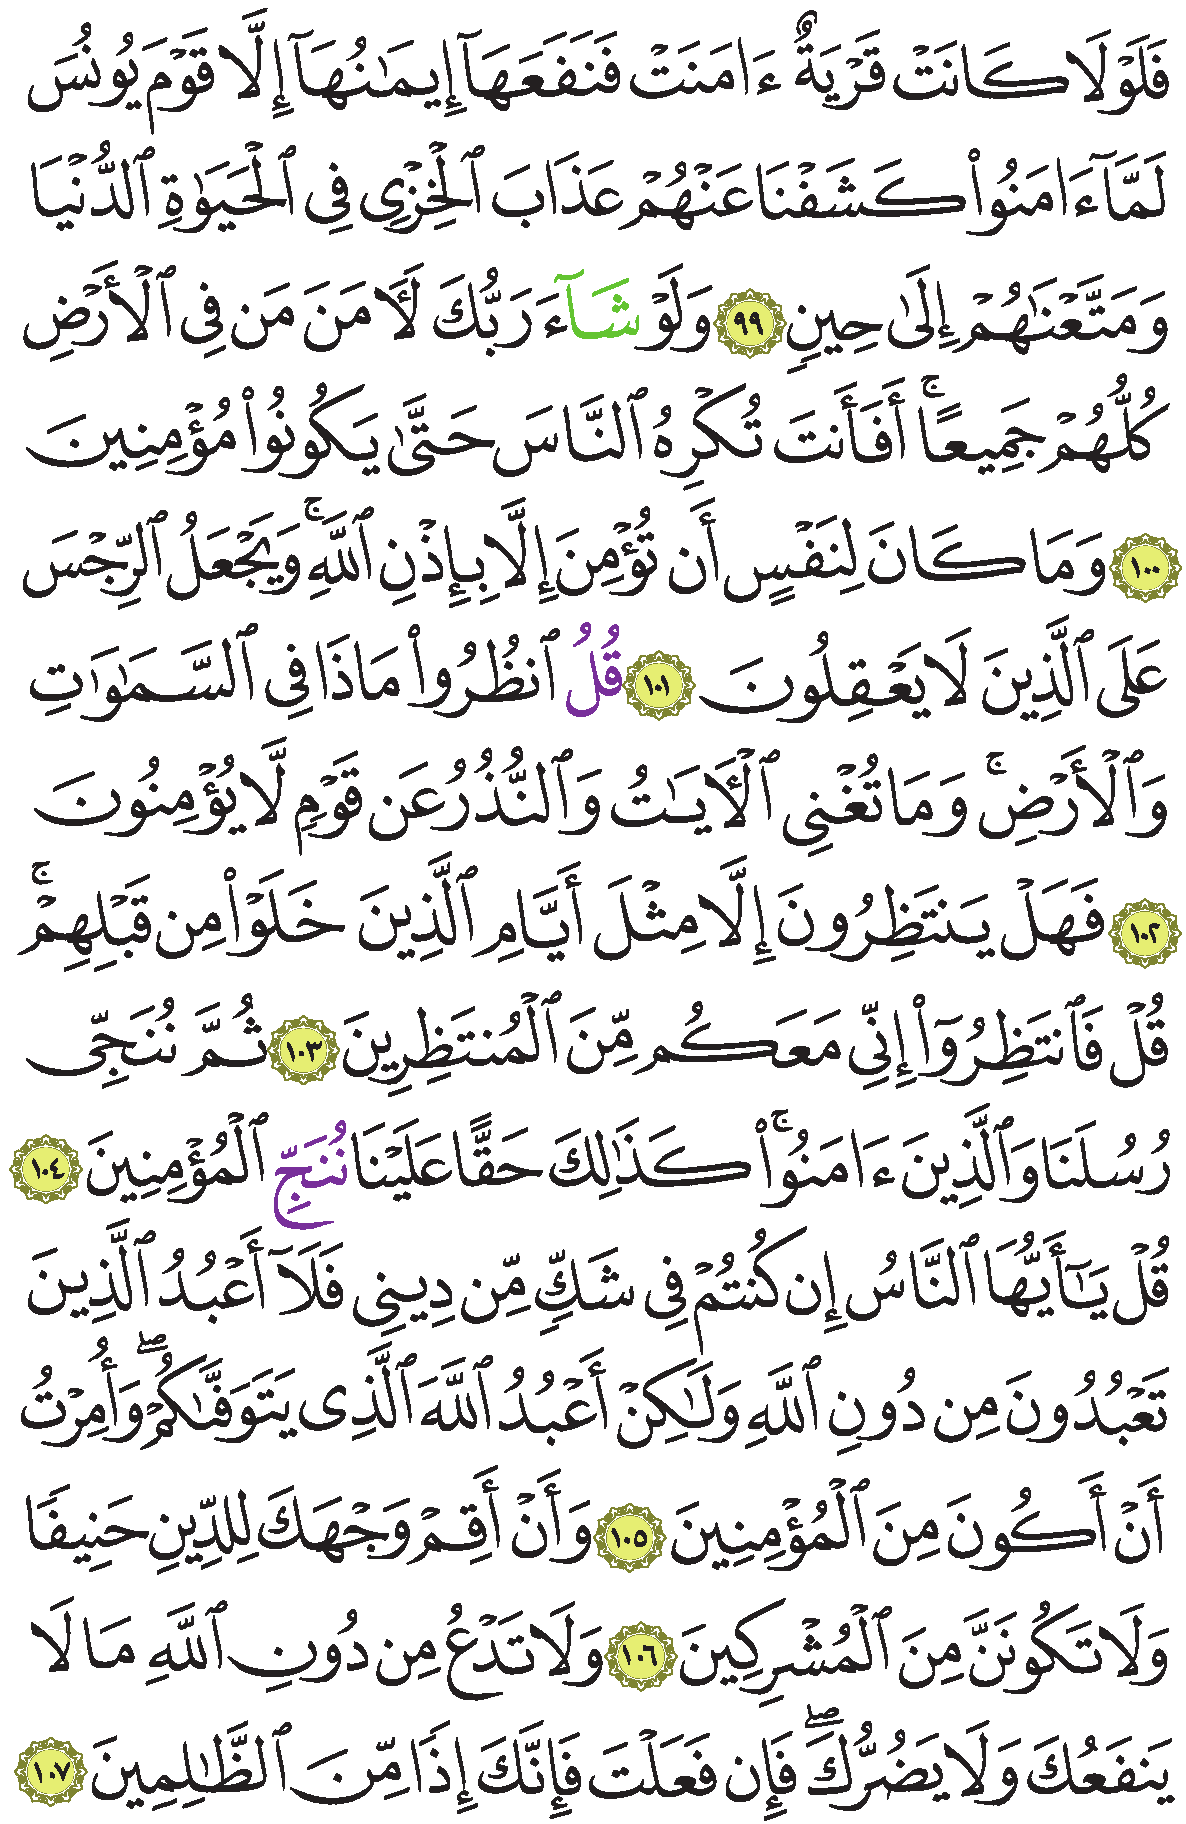 فَلَوْلَا كَانَتْ قَرْيَةٌ ءَامَنَتْ فَنَفَعَهَآ إِيمَٰنُهَآ إِلَّا قَوْمَ يُونُسَ
لَمَّآ ءَامَنُوا۟ كَشَفْنَا عَنْهُمْ عَذَابَ ٱلْخِزْىِ فِى ٱلْحَيَوٰةِ ٱلدُّنْيَا
وَمَتَّعْنَٰهُمْ إِلَىٰ حِينٍ ٩٩ وَلَوْ شَآءَ رَبُّكَ لَأٓمَنَ مَن فِى ٱلْأَرْضِ
كُلُّهُمْ جَمِيعًا ۚ أَفَأَنتَ تُكْرِهُ ٱلنَّاسَ حَتَّىٰ يَكُونُوا۟ مُؤْمِنِينَ
١٠٠ وَمَا كَانَ لِنَفْسٍ أَن تُؤْمِنَ إِلَّا بِإِذْنِ ٱللَّهِ ۚ وَيَجْعَلُ ٱلرِّجْسَ
عَلَى ٱلَّذِينَ لَا يَعْقِلُونَ ١٠١ قُلُ ٱنظُرُوا۟ مَاذَا فِى ٱلسَّمَٰوَٰتِ
وَٱلْأَرْضِ ۚ وَمَا تُغْنِى ٱلْأٓيَٰتُ وَٱلنُّذُرُ عَن قَوْمٍ لَّا يُؤْمِنُونَ
١٠٢ فَهَلْ يَنتَظِرُونَ إِلَّا مِثْلَ أَيَّامِ ٱلَّذِينَ خَلَوْا۟ مِن قَبْلِهِمْ ۚ
قُلْ فَٱنتَظِرُوٓا۟ إِنِّى مَعَكُم مِّنَ ٱلْمُنتَظِرِينَ ١٠٣ ثُمَّ نُنَجِّى
رُسُلَنَا وَٱلَّذِينَ ءَامَنُوا۟ ۚ كَذَٰلِكَ حَقًّا عَلَيْنَا نُنَجِّ ٱلْمُؤْمِنِينَ ١٠٤
قُلْ يَٰٓأَيُّهَا ٱلنَّاسُ إِن كُنتُمْ فِى شَكٍّ مِّن دِينِى فَلَآ أَعْبُدُ ٱلَّذِينَ
تَعْبُدُونَ مِن دُونِ ٱللَّهِ وَلَٰكِنْ أَعْبُدُ ٱللَّهَ ٱلَّذِى يَتَوَفَّىٰكُمْ ۖ وَأُمِرْتُ
أَنْ أَكُونَ مِنَ ٱلْمُؤْمِنِينَ ١٠٥ وَأَنْ أَقِمْ وَجْهَكَ لِلدِّينِ حَنِيفًا
وَلَا تَكُونَنَّ مِنَ ٱلْمُشْرِكِينَ ١٠٦ وَلَا تَدْعُ مِن دُونِ ٱللَّهِ مَا لَا
يَنفَعُكَ وَلَا يَضُرُّكَ ۖ فَإِن فَعَلْتَ فَإِنَّكَ إِذًا مِّنَ ٱلظَّٰلِمِينَ ١٠٧